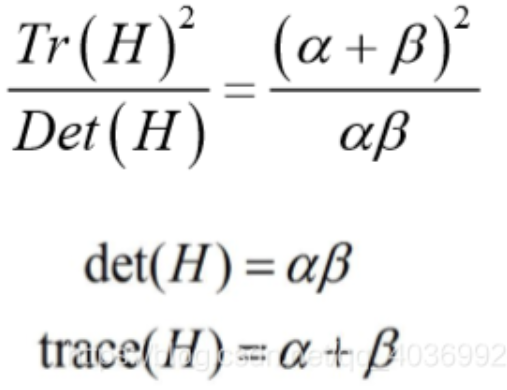 Tr(H)² / Det(H) = (α + β)² / αβ
det(H) = αβ
trace(H) = α + β